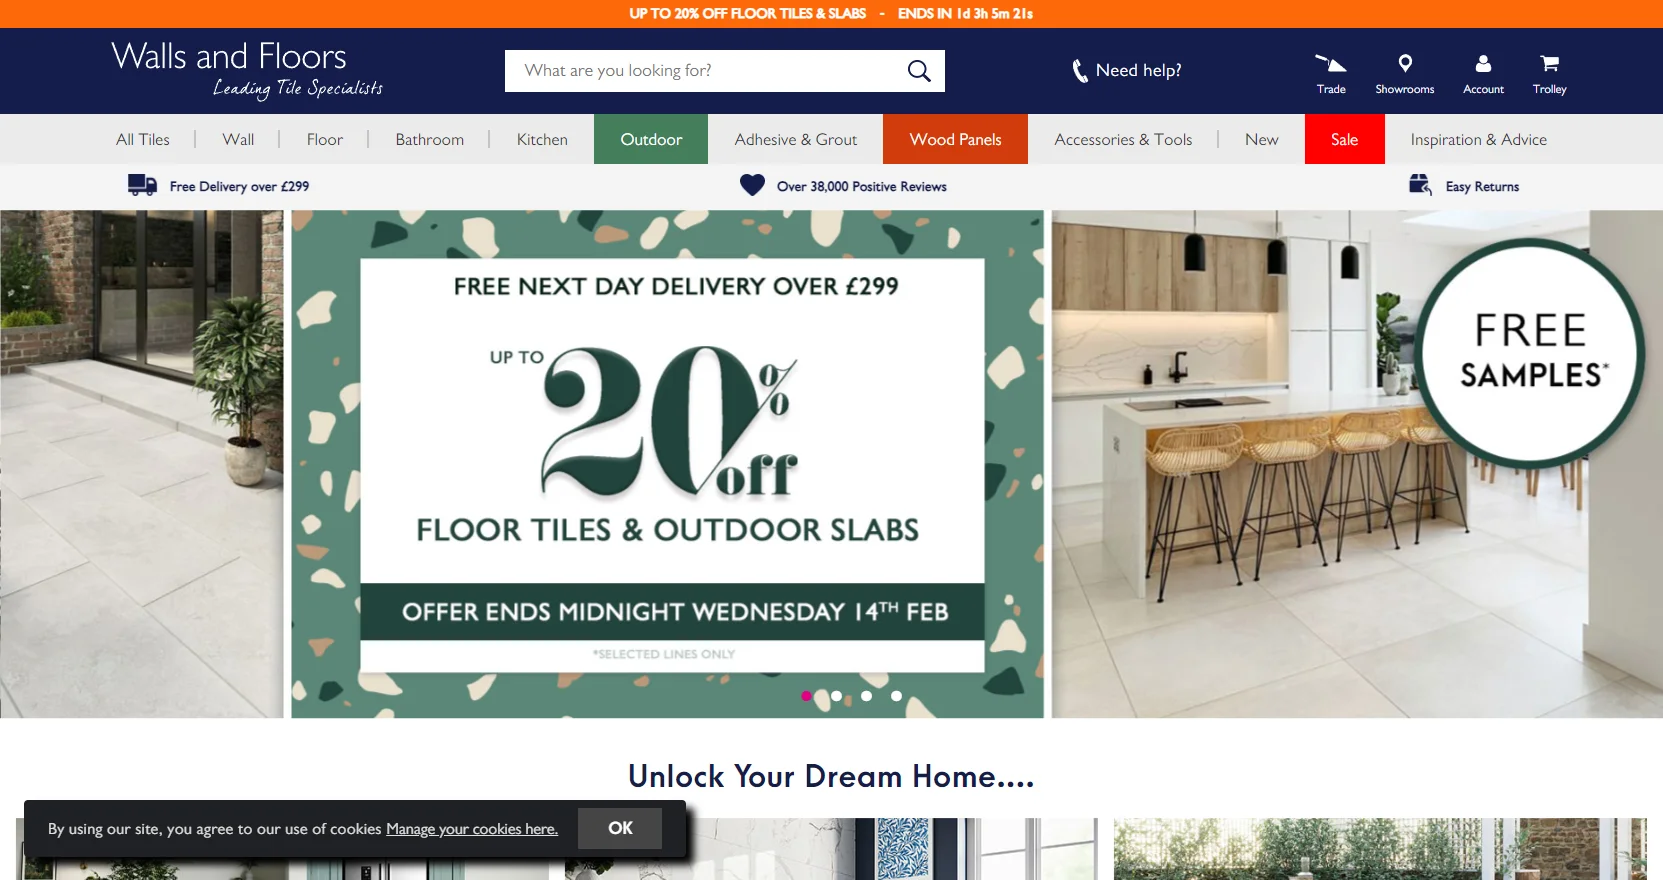 UP TO 20% OFF FLOOR TILES & SLABS - ENDS IN 1d 3h 5m 21s
Walls and Floors
Leading Tile Specialists
What are you looking for?
Need help?
Trade
Showrooms
Account
Trolley
All Tiles
Wall
Floor
Bathroom
Kitchen
Outdoor
Adhesive & Grout
Wood Panels
Accessories & Tools
New
Sale
Inspiration & Advice
Free Delivery over £299
Over 38,000 Positive Reviews
Easy Returns
FREE NEXT DAY DELIVERY OVER £299
UP TO
20%
off
FLOOR TILES & OUTDOOR SLABS
OFFER ENDS MIDNIGHT WEDNESDAY 14TH FEB
*SELECTED LINES ONLY
FREE
SAMPLES*
Unlock Your Dream Home....
By using our site, you agree to our use of cookies Manage your cookies here.
OK